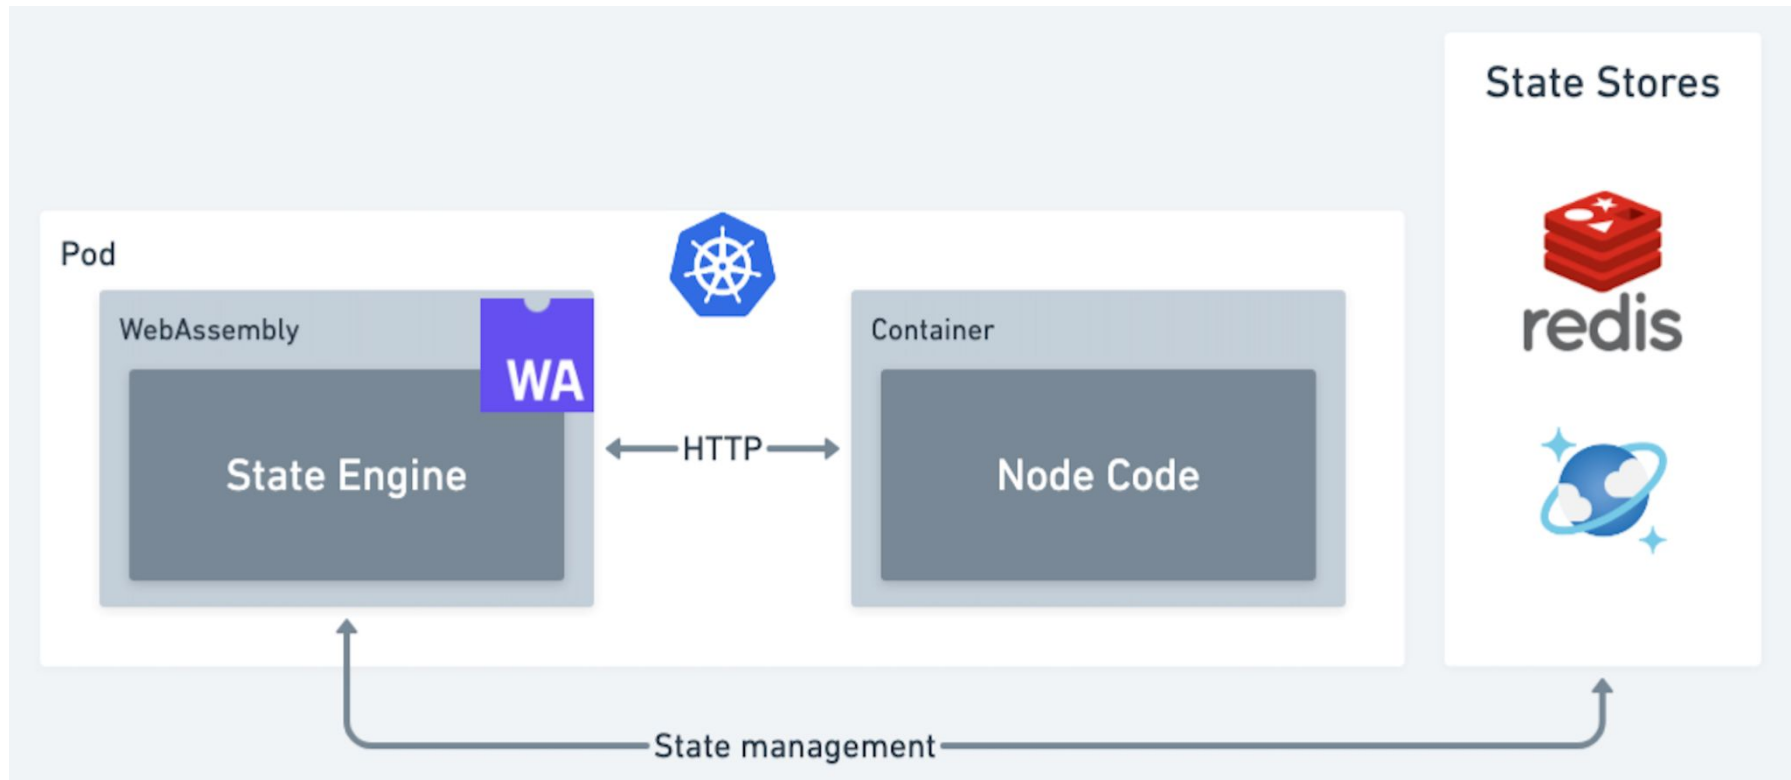 State Stores
redis
Pod
WebAssembly
WA
State Engine
HTTP
Container
Node Code
State management